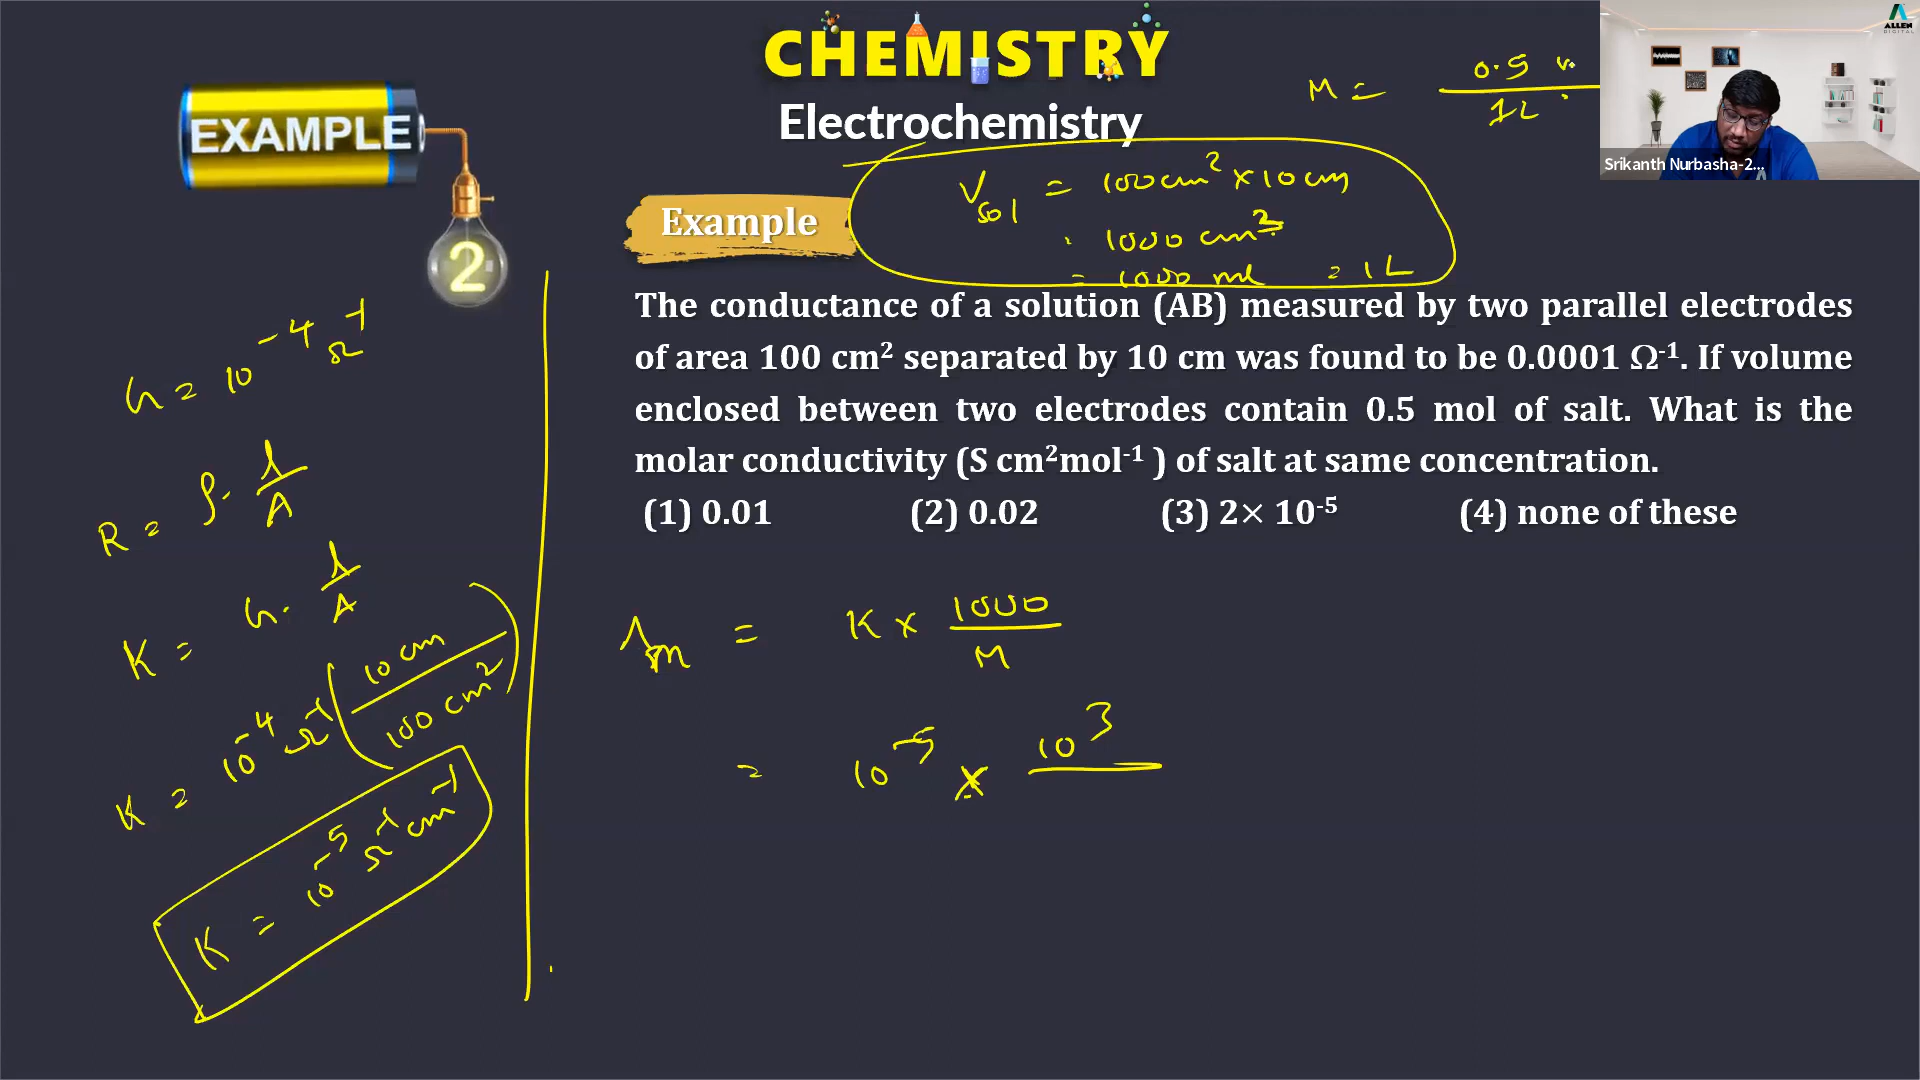 CHEMISTRY
Electrochemistry
EXAMPLE
2
Example
M = 0.5 / 1L
V sol = 100 cm² × 10 cm
= 1000 cm³
= 1000 ml = 1 L
The conductance of a solution (AB) measured by two parallel electrodes
of area 100 cm² separated by 10 cm was found to be 0.0001 Ω⁻¹. If volume
enclosed between two electrodes contain 0.5 mol of salt. What is the
molar conductivity (S cm²mol⁻¹ ) of salt at same concentration.
(1) 0.01 (2) 0.02 (3) 2× 10⁻⁵ (4) none of these
G = 10⁻⁴ Ω⁻¹
R = ρ. l/A
K = G. l/A
K = 10⁻⁴ Ω⁻¹ (10 cm / 100 cm²)
K = 10⁻⁵ Ω⁻¹ cm⁻¹
Λm = K × 1000/M
= 10⁻⁵ × 10³
ALLEN
DIGITAL
Srikanth Nurbasha-2...